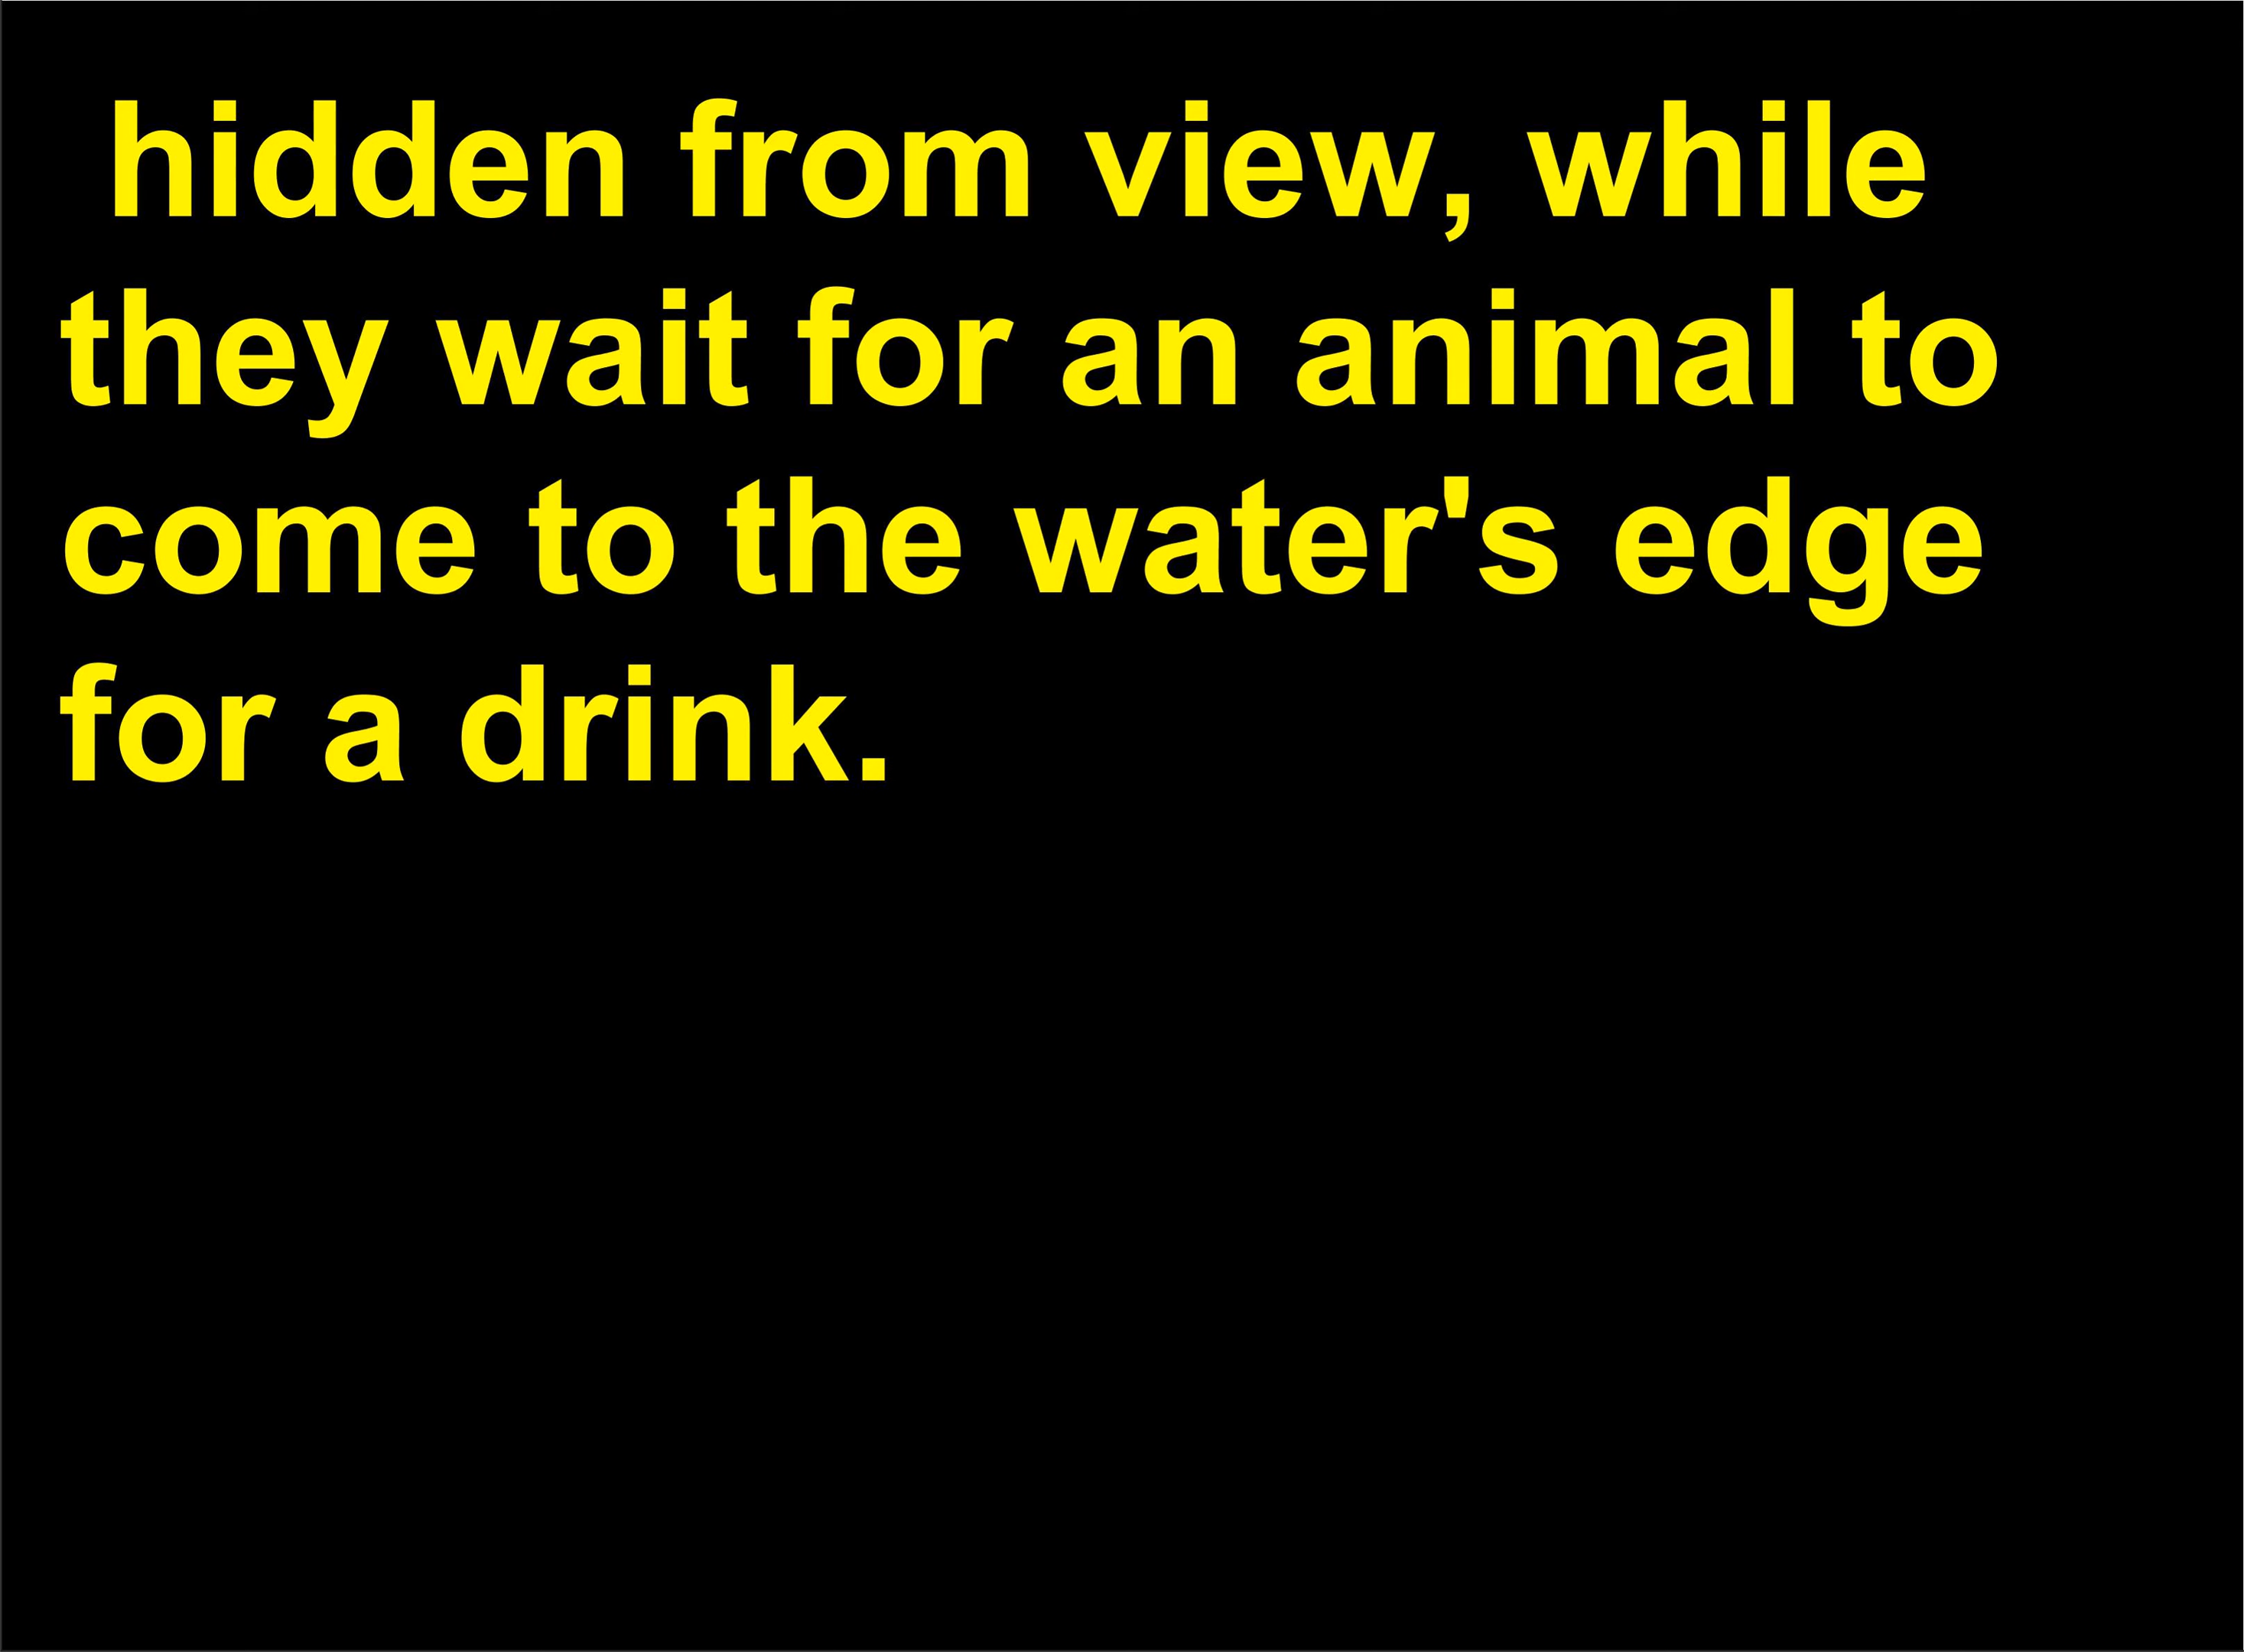 hidden from view, while
they wait for an animal to
come to the water's edge
for a drink.